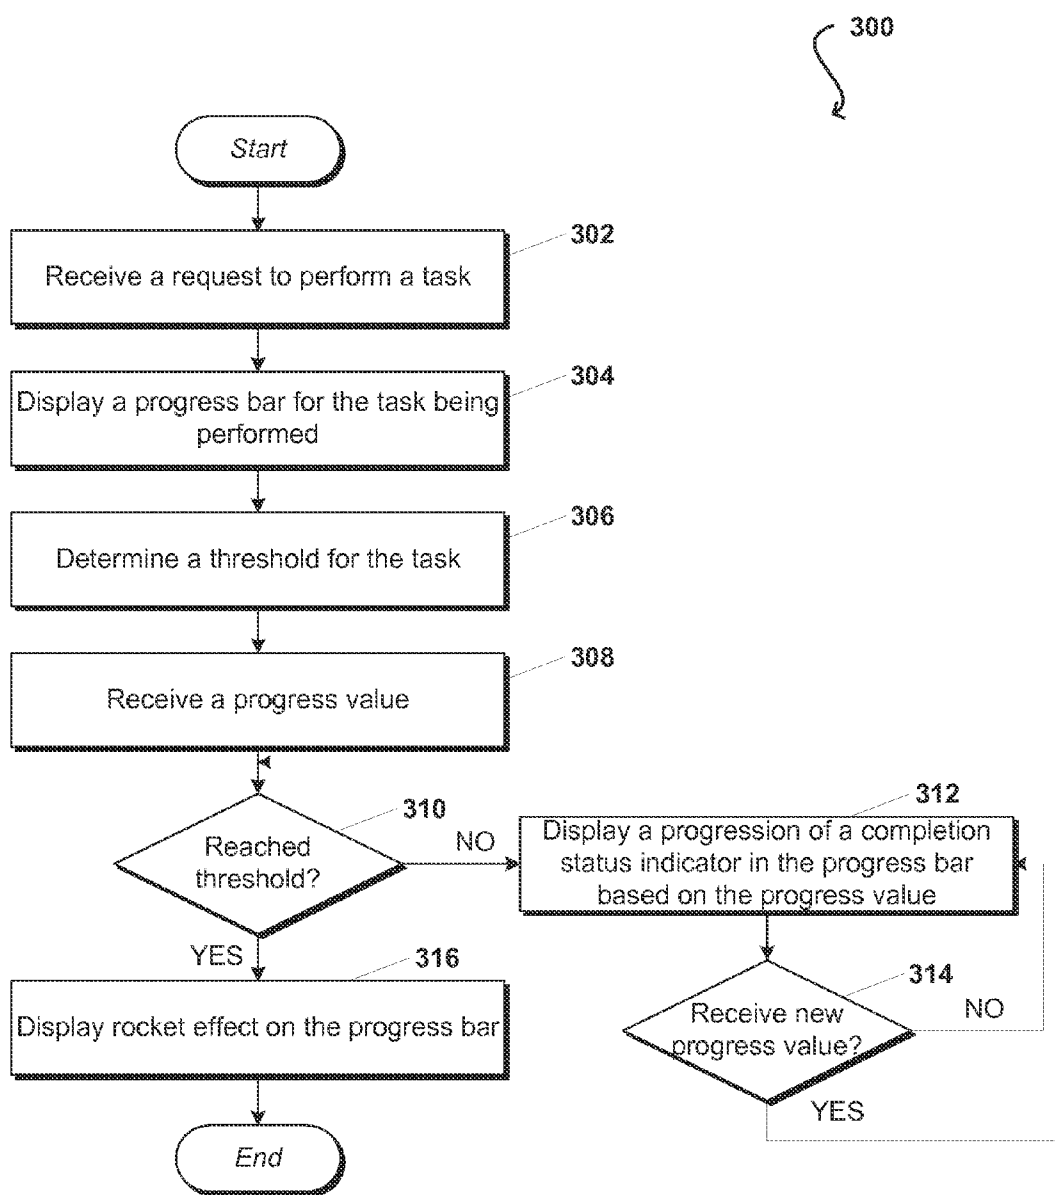 300
Start
302
Receive a request to perform a task
304
Display a progress bar for the task being
performed
306
Determine a threshold for the task
308
Receive a progress value
310
Reached
threshold?
NO
312
Display a progression of a completion
status indicator in the progress bar
based on the progress value
YES
316
314
Receive new
progress value?
NO
Display rocket effect on the progress bar
YES
End